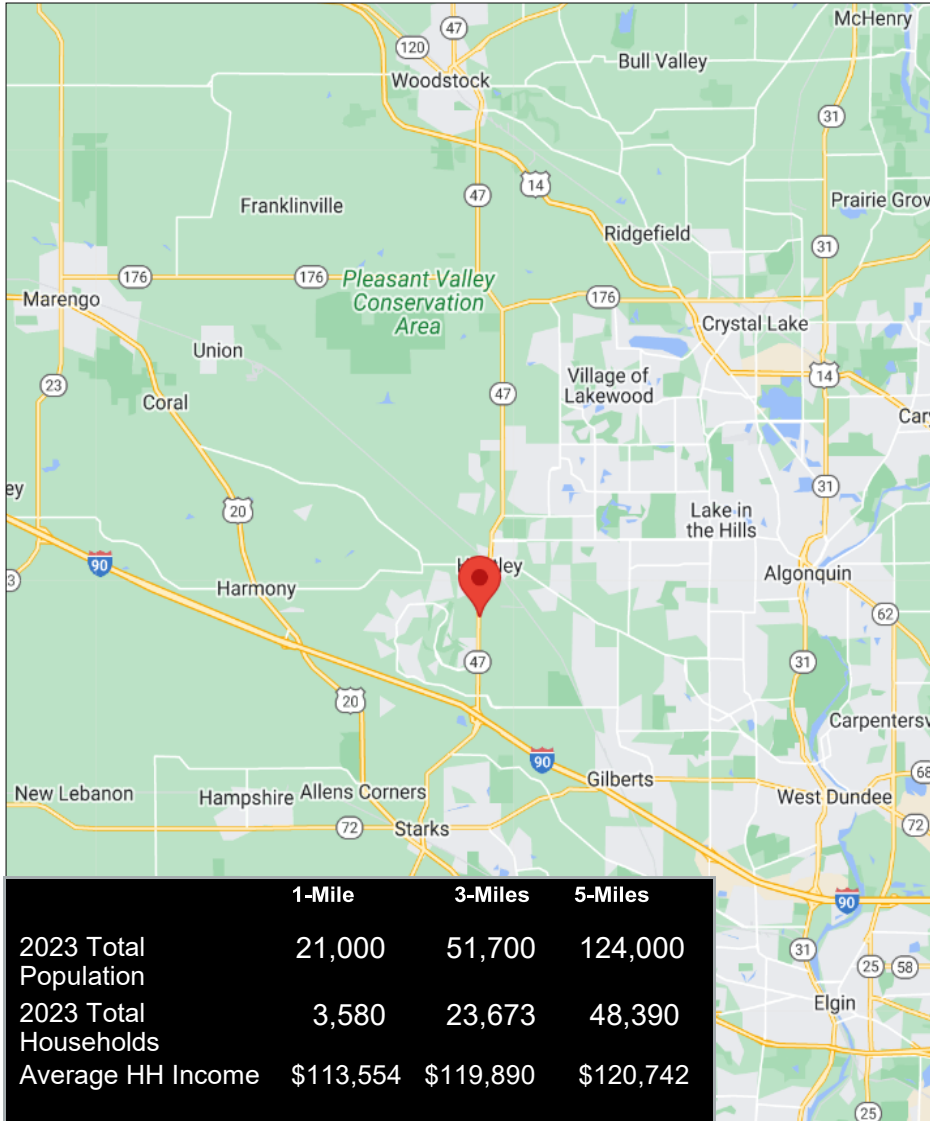 McHenry
47
120
Bull Valley
Woodstock
31
14
47
Franklinville
Prairie Grov
Ridgefield
31
176
176
Pleasant Valley
Conservation
Area
176
Marengo
Crystal Lake
Union
Village of
Lakewood
14
23
47
Coral
Cary
31
ey
20
Lake in
the Hills
90
3
Harmony
Algonquin
62
47
31
20
Carpentersv
90
Gilberts
68
New Lebanon
Hampshire
Allens Corners
West Dundee
72
Starks
72
90
31
25
58
Elgin
25
1-Mile 3-Miles 5-Miles
2023 Total
Population 21,000 51,700 124,000
2023 Total
Households 3,580 23,673 48,390
Average HH Income $113,554 $119,890 $120,742